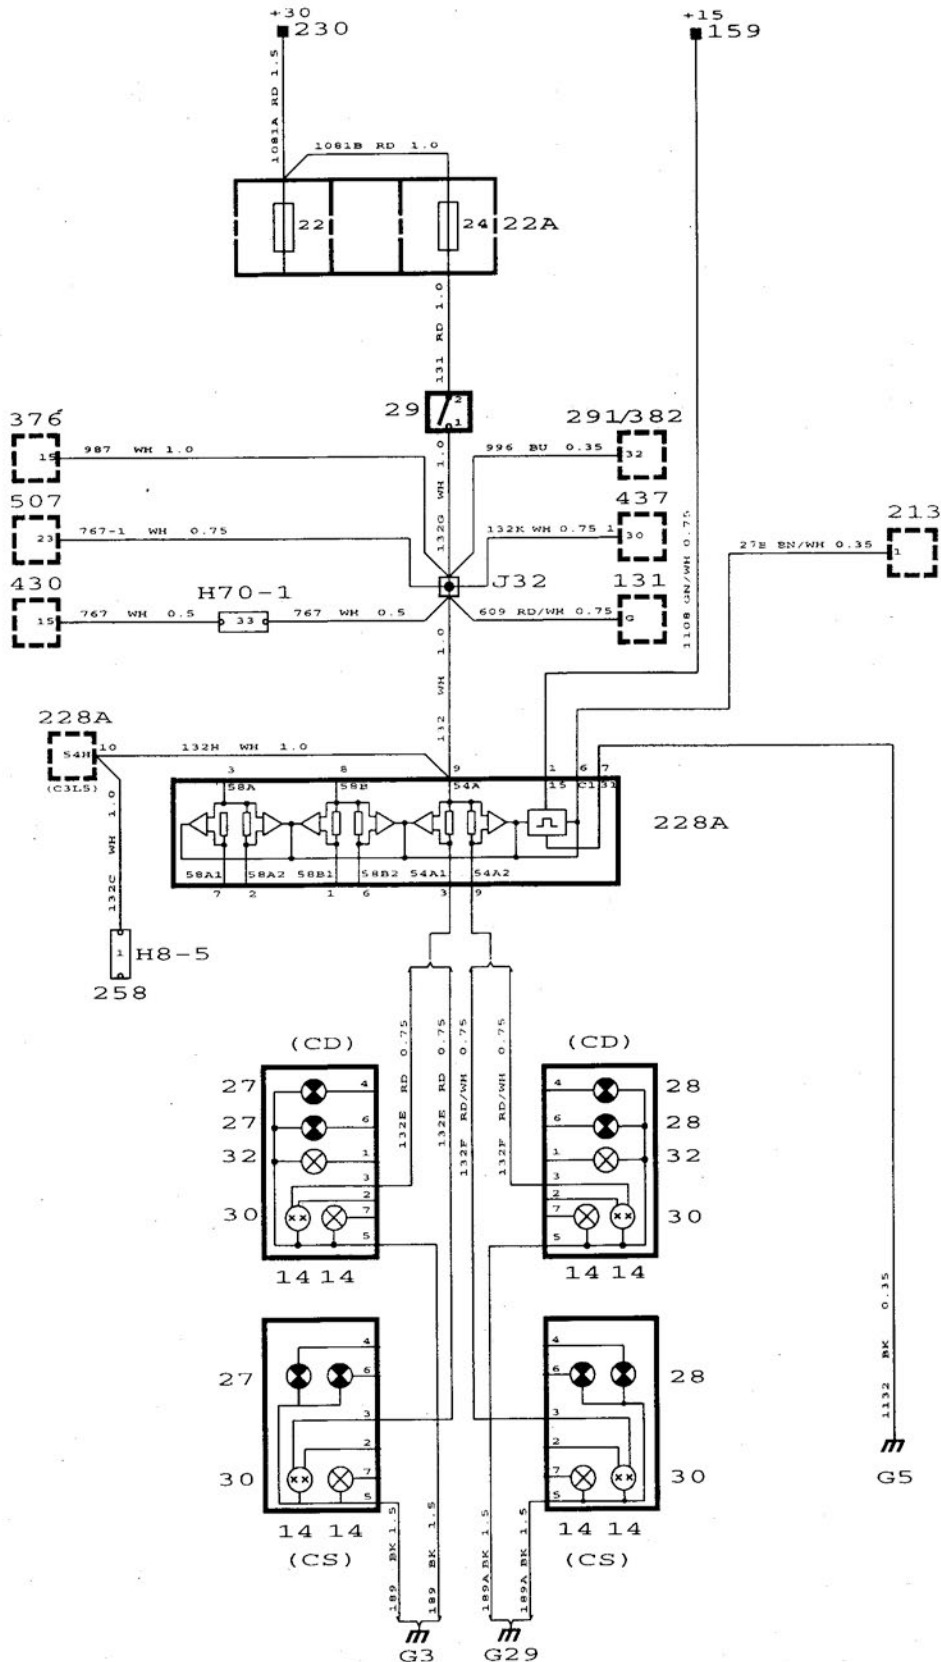 +30
230
+15
159
1081A RD 1.5
1081B RD 1.0
22
24
22A
131 RD 1.0
29
2
1
376
15
987 WH 1.0
132G WH 1.0
996 BU 0.35
291/382
32
507
23
767-1 WH 0.75
132K WH 0.75 1
437
30
213
1
27E BN/WH 0.35
1108 GN/WH 0.75
430
15
767 WH 0.5
H70-1
33
767 WH 0.5
J32
609 RD/WH 0.75
131
G
132 WH 1.0
228A
54H
10
(C3LS)
132H WH 1.0
132C WH 1.0
3
8
9
1
6
7
58A
58B
54A
15
C1
31
228A
58A1
58A2
58B1
58B2
54A1
54A2
7
2
1
6
3
9
1
H8-5
258
132E RD 0.75
132E RD 0.75
132F RD/WH 0.75
132F RD/WH 0.75
(CD)
(CD)
27
4
4
28
27
6
6
28
32
1
1
32
3
3
2
2
30
7
7
30
5
5
14 14
14 14
1132 BK 0.35
G5
4
4
27
6
6
28
3
3
2
2
30
7
7
30
5
5
14 14
14 14
(CS)
(CS)
189 BK 1.5
189 BK 1.5
189A BK 1.5
189A BK 1.5
G3
G29